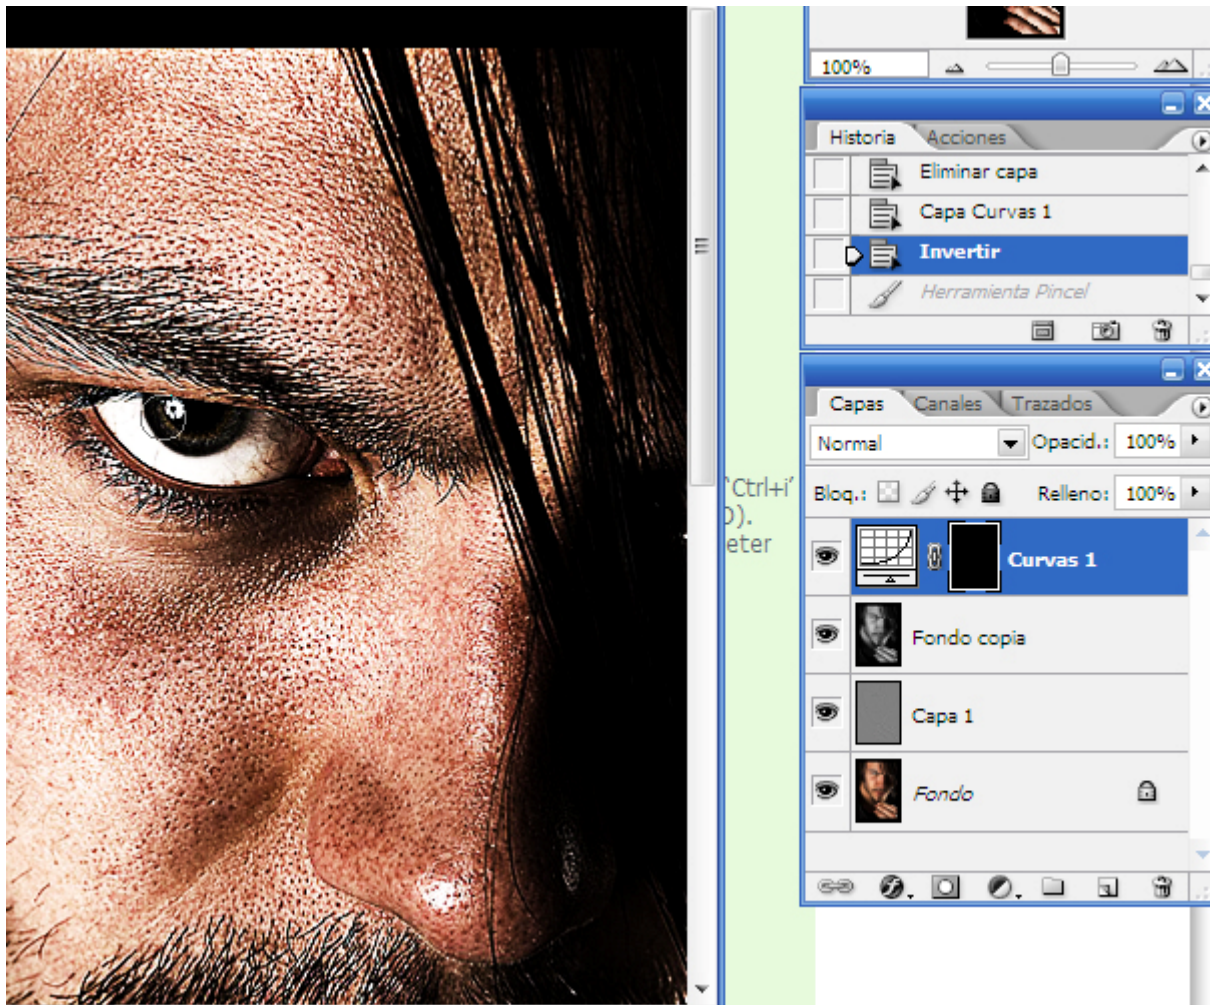 100%
Historia Acciones
Eliminar capa
Capa Curvas 1
Invertir
Herramienta Pincel
Capas Canales Trazados
Normal Opacid.: 100%
Bloq.: Relleno: 100%
'Ctrl+i'
).
eter
Curvas 1
Fondo copia
Capa 1
Fondo